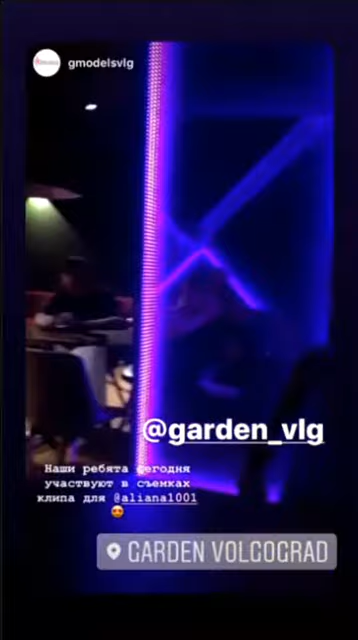 gmodelsvlg
@garden_vlg
Наши ребята сегодня
участвуют в съемках
клипа для @aliana1001
😍
GARDEN VOLGOGRAD